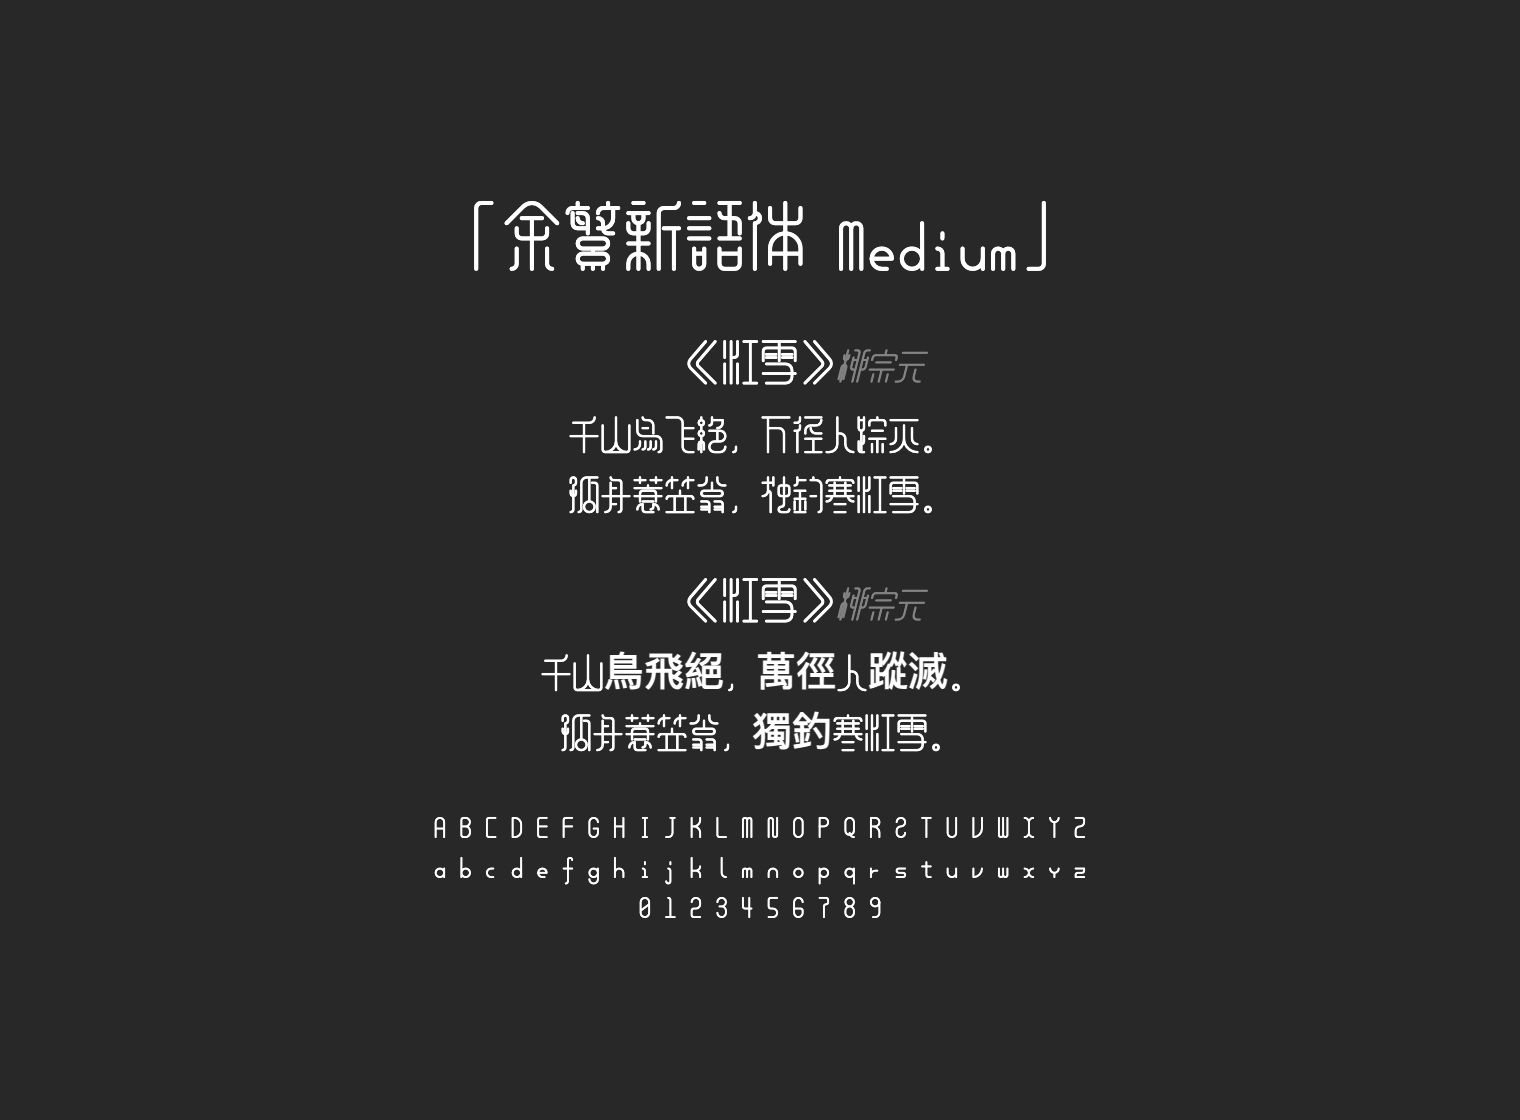 「余繁新語体 Medium」
《江雪》柳宗元
千山鸟飞絶，万径人踪灭。
孤舟蓑笠翁，独钓寒江雪。
《江雪》柳宗元
千山鳥飛絕，萬徑人蹤滅。
孤舟蓑笠翁，獨釣寒江雪。
A B C D E F G H I J K L M N O P Q R S T U V W X Y Z
a b c d e f g h i j k l m n o p q r s t u v w x y z
0 1 2 3 4 5 6 7 8 9